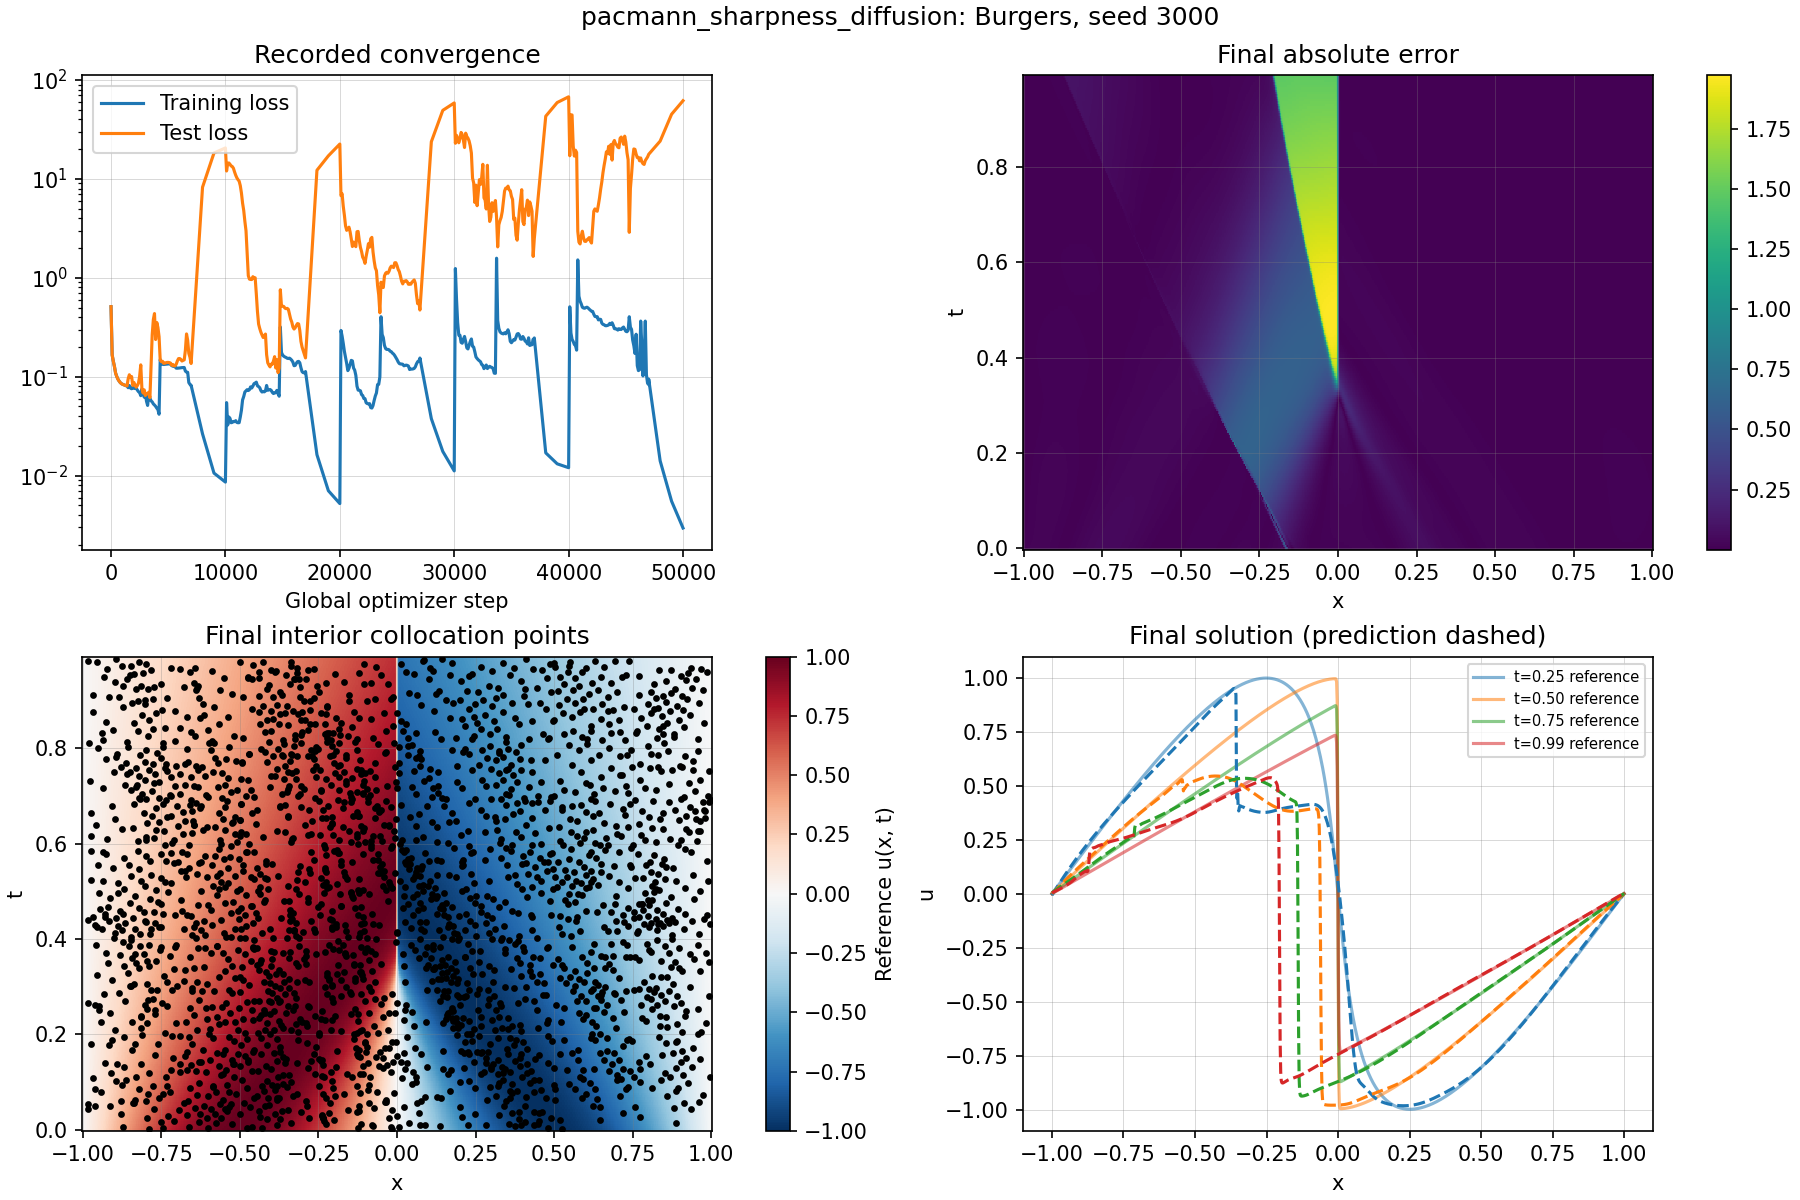 pacmann_sharpness_diffusion: Burgers, seed 3000
Recorded convergence
10²
10¹
10⁰
10⁻¹
10⁻²
Training loss
Test loss
0 10000 20000 30000 40000 50000
Global optimizer step
Final absolute error
t
0.8
0.6
0.4
0.2
0.0
−1.00 −0.75 −0.50 −0.25 0.00 0.25 0.50 0.75 1.00
x
1.75
1.50
1.25
1.00
0.75
0.50
0.25
Final interior collocation points
t
0.8
0.6
0.4
0.2
0.0
−1.00 −0.75 −0.50 −0.25 0.00 0.25 0.50 0.75 1.00
x
1.00
0.75
0.50
0.25
0.00
−0.25
−0.50
−0.75
−1.00
Reference u(x, t)
Final solution (prediction dashed)
u
1.00
0.75
0.50
0.25
0.00
−0.25
−0.50
−0.75
−1.00
t=0.25 reference
t=0.50 reference
t=0.75 reference
t=0.99 reference
−1.00 −0.75 −0.50 −0.25 0.00 0.25 0.50 0.75 1.00
x